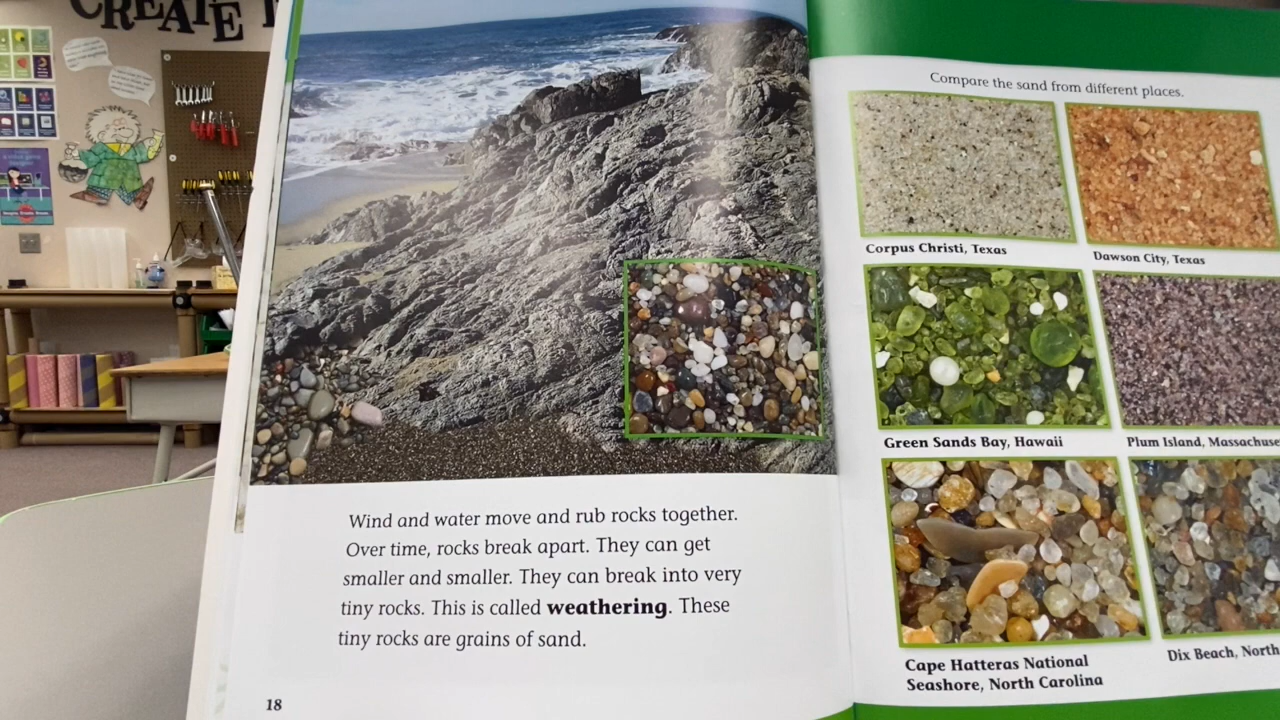 CREATE
Wind and water move and rub rocks together.
Over time, rocks break apart. They can get
smaller and smaller. They can break into very
tiny rocks. This is called weathering. These
tiny rocks are grains of sand.
18
Compare the sand from different places.
Corpus Christi, Texas
Dawson City, Texas
Green Sands Bay, Hawaii
Plum Island, Massachuse
Cape Hatteras National
Seashore, North Carolina
Dix Beach, North